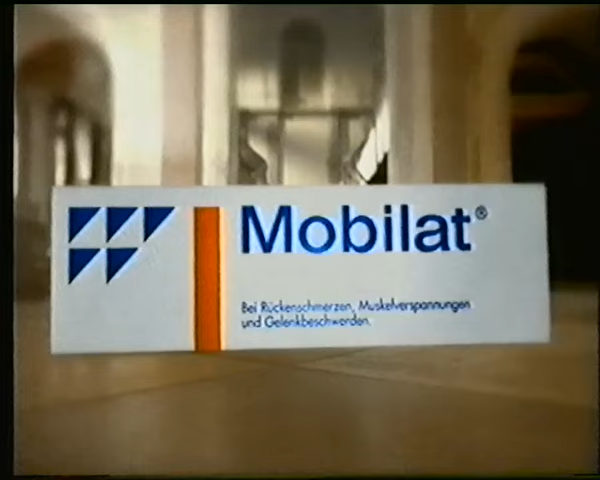 Mobilat®
Bei Rückenschmerzen, Muskelverspannungen
und Gelenkbeschwerden.